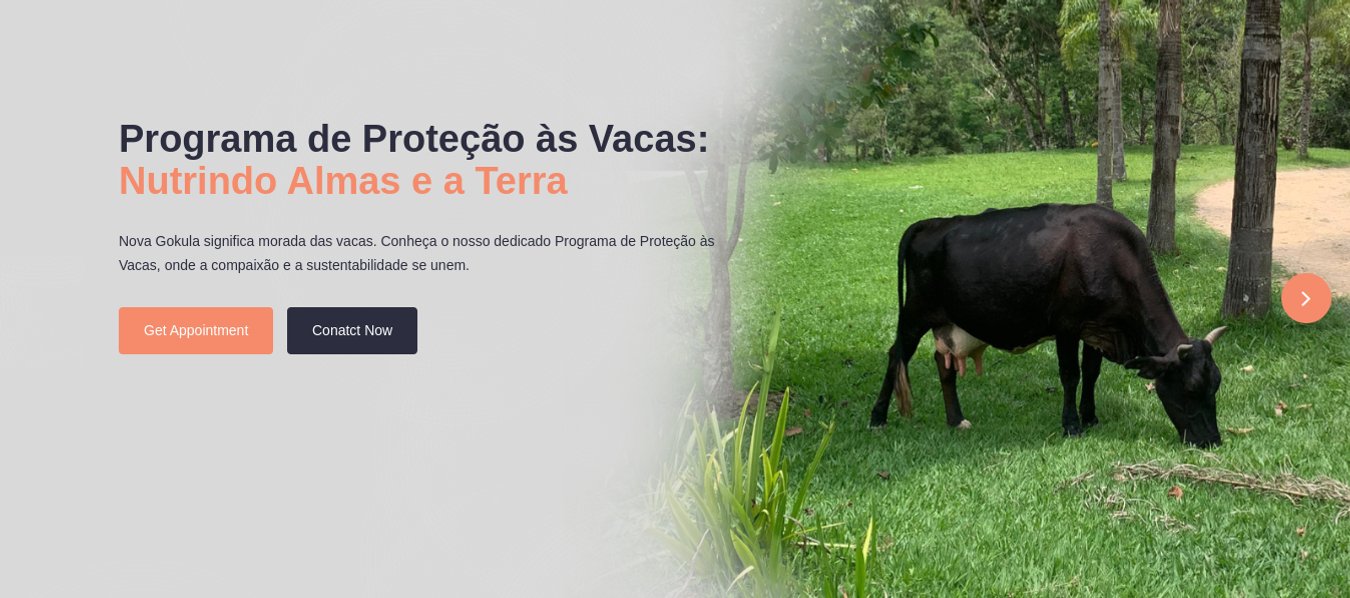 Programa de Proteção às Vacas:
Nutrindo Almas e a Terra
Nova Gokula significa morada das vacas. Conheça o nosso dedicado Programa de Proteção às
Vacas, onde a compaixão e a sustentabilidade se unem.
Get Appointment
Conatct Now